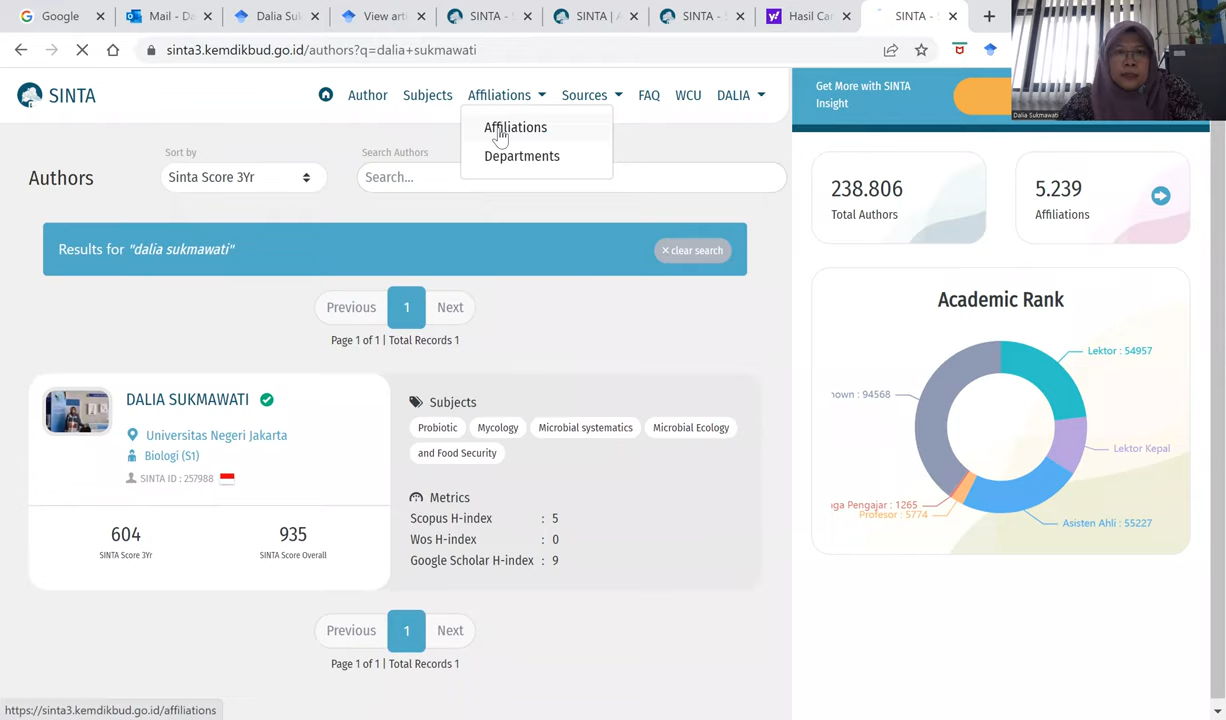 Google
Mail - Da
Dalia Suk
View arti
SINTA - S
SINTA | A
SINTA - S
Hasil Ca
SINTA - S
sinta3.kemdikbud.go.id/authors?q=dalia+sukmawati
SINTA
Author
Subjects
Affiliations
Sources
FAQ
WCU
DALIA
Get More with SINTA
Insight
Dalia Sukmawati
Affiliations
Departments
Authors
Sort by
Sinta Score 3Yr
Search Authors
Search...
Results for "dalia sukmawati"
× clear search
Previous 1 Next
Page 1 of 1 | Total Records 1
DALIA SUKMAWATI
Universitas Negeri Jakarta
Biologi (S1)
SINTA ID : 257988
604
SINTA Score 3Yr
935
SINTA Score Overall
Subjects
Probiotic
Mycology
Microbial systematics
Microbial Ecology
and Food Security
Metrics
Scopus H-index : 5
Wos H-index : 0
Google Scholar H-index : 9
Previous 1 Next
Page 1 of 1 | Total Records 1
238.806
Total Authors
5.239
Affiliations
Academic Rank
Lektor : 54957
nown : 94568
Lektor Kepal
nga Pengajar : 1265
Profesor : 5774
Asisten Ahli : 55227
https://sinta3.kemdikbud.go.id/affiliations